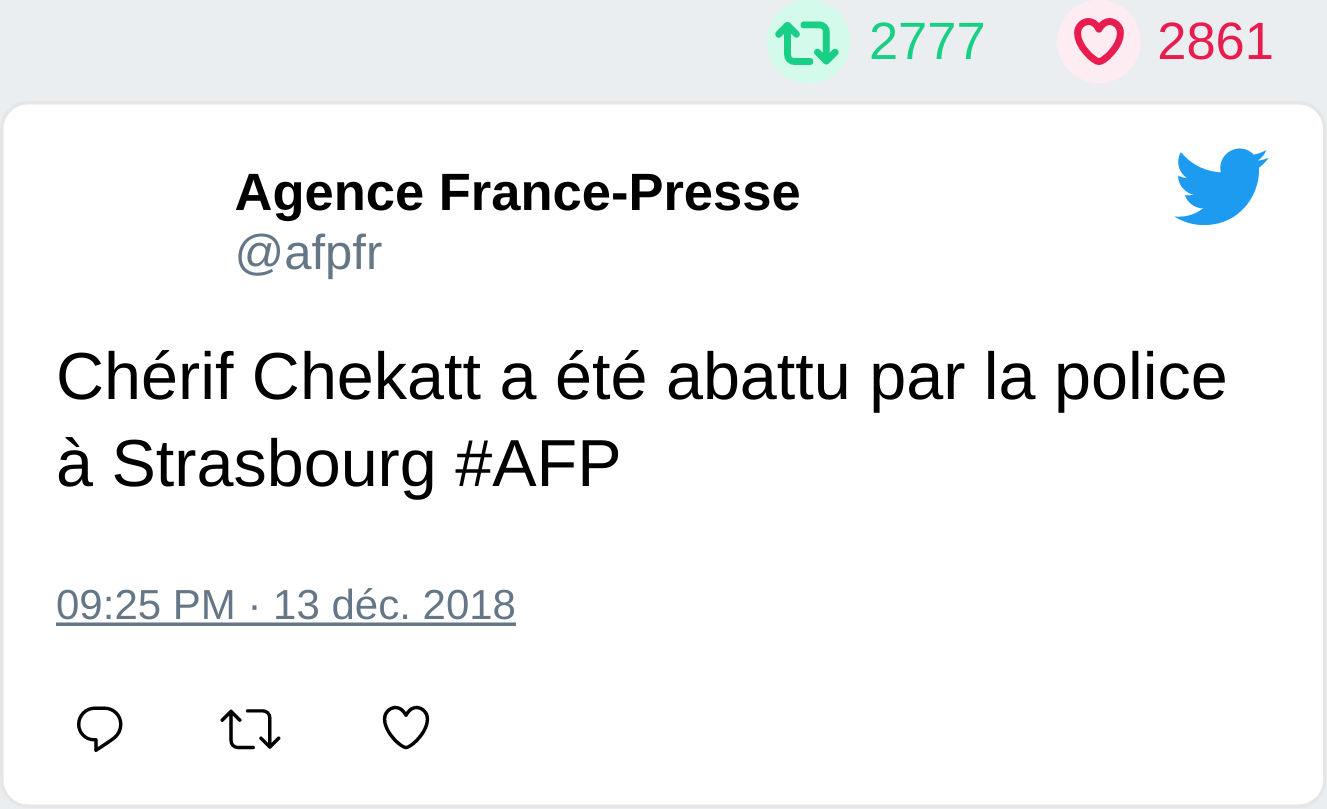 2777 2861
Agence France-Presse
@afpfr
Chérif Chekatt a été abattu par la police
à Strasbourg #AFP
09:25 PM · 13 déc. 2018